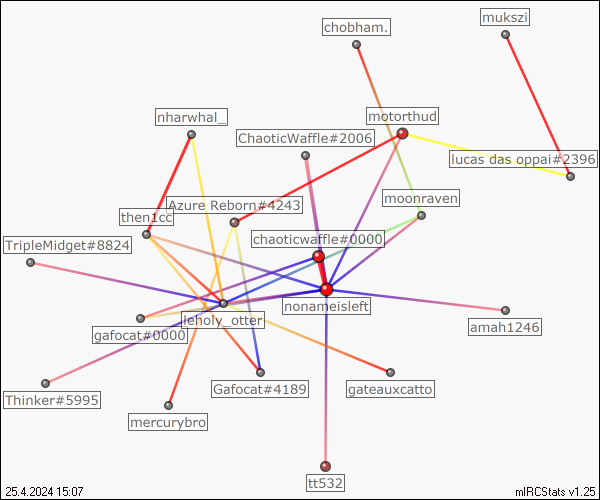 mukszi
chobham.
nharwhal_
motorthud
ChaoticWaffle#2006
lucas das oppai#2396
moonraven
Azure Reborn#4243
then1cc
chaoticwaffle#0000
TripleMidget#8824
nonameisleft
leholy_otter
amah1246
gafocat#0000
Gafocat#4189
gateauxcatto
Thinker#5995
mercurybro
tt532
25.4.2024 15:07
mIRCStats v1.25